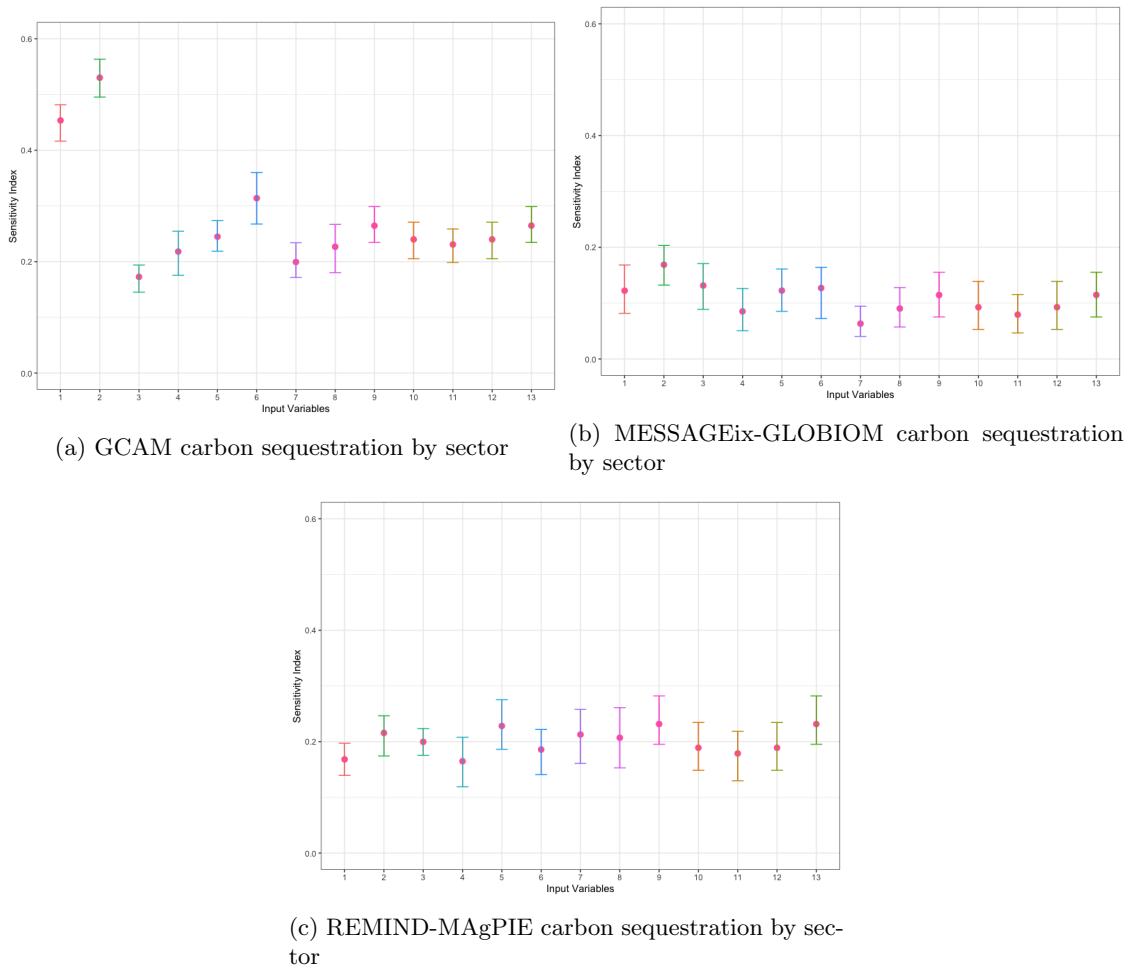 0.6
0.4
0.2
0.0
Sensitivity Index
1 2 3 4 5 6 7 8 9 10 11 12 13
Input Variables
(a) GCAM carbon sequestration by sector
0.6
0.4
0.2
0.0
Sensitivity Index
1 2 3 4 5 6 7 8 9 10 11 12 13
Input Variables
(b) MESSAGEix-GLOBIOM carbon sequestration
by sector
0.6
0.4
0.2
0.0
Sensitivity Index
1 2 3 4 5 6 7 8 9 10 11 12 13
Input Variables
(c) REMIND-MAgPIE carbon sequestration by sec-
tor